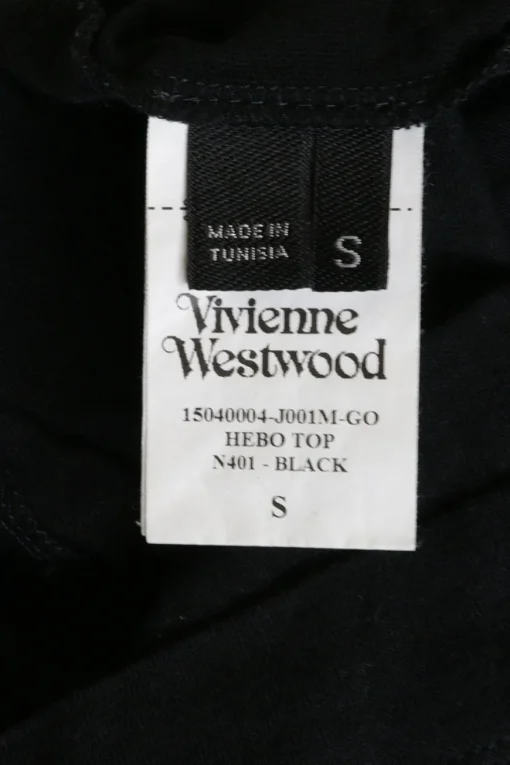 MADE IN
TUNISIA
S
Vivienne
Westwood
15040004-J001M-GO
HEBO TOP
N401 - BLACK
S